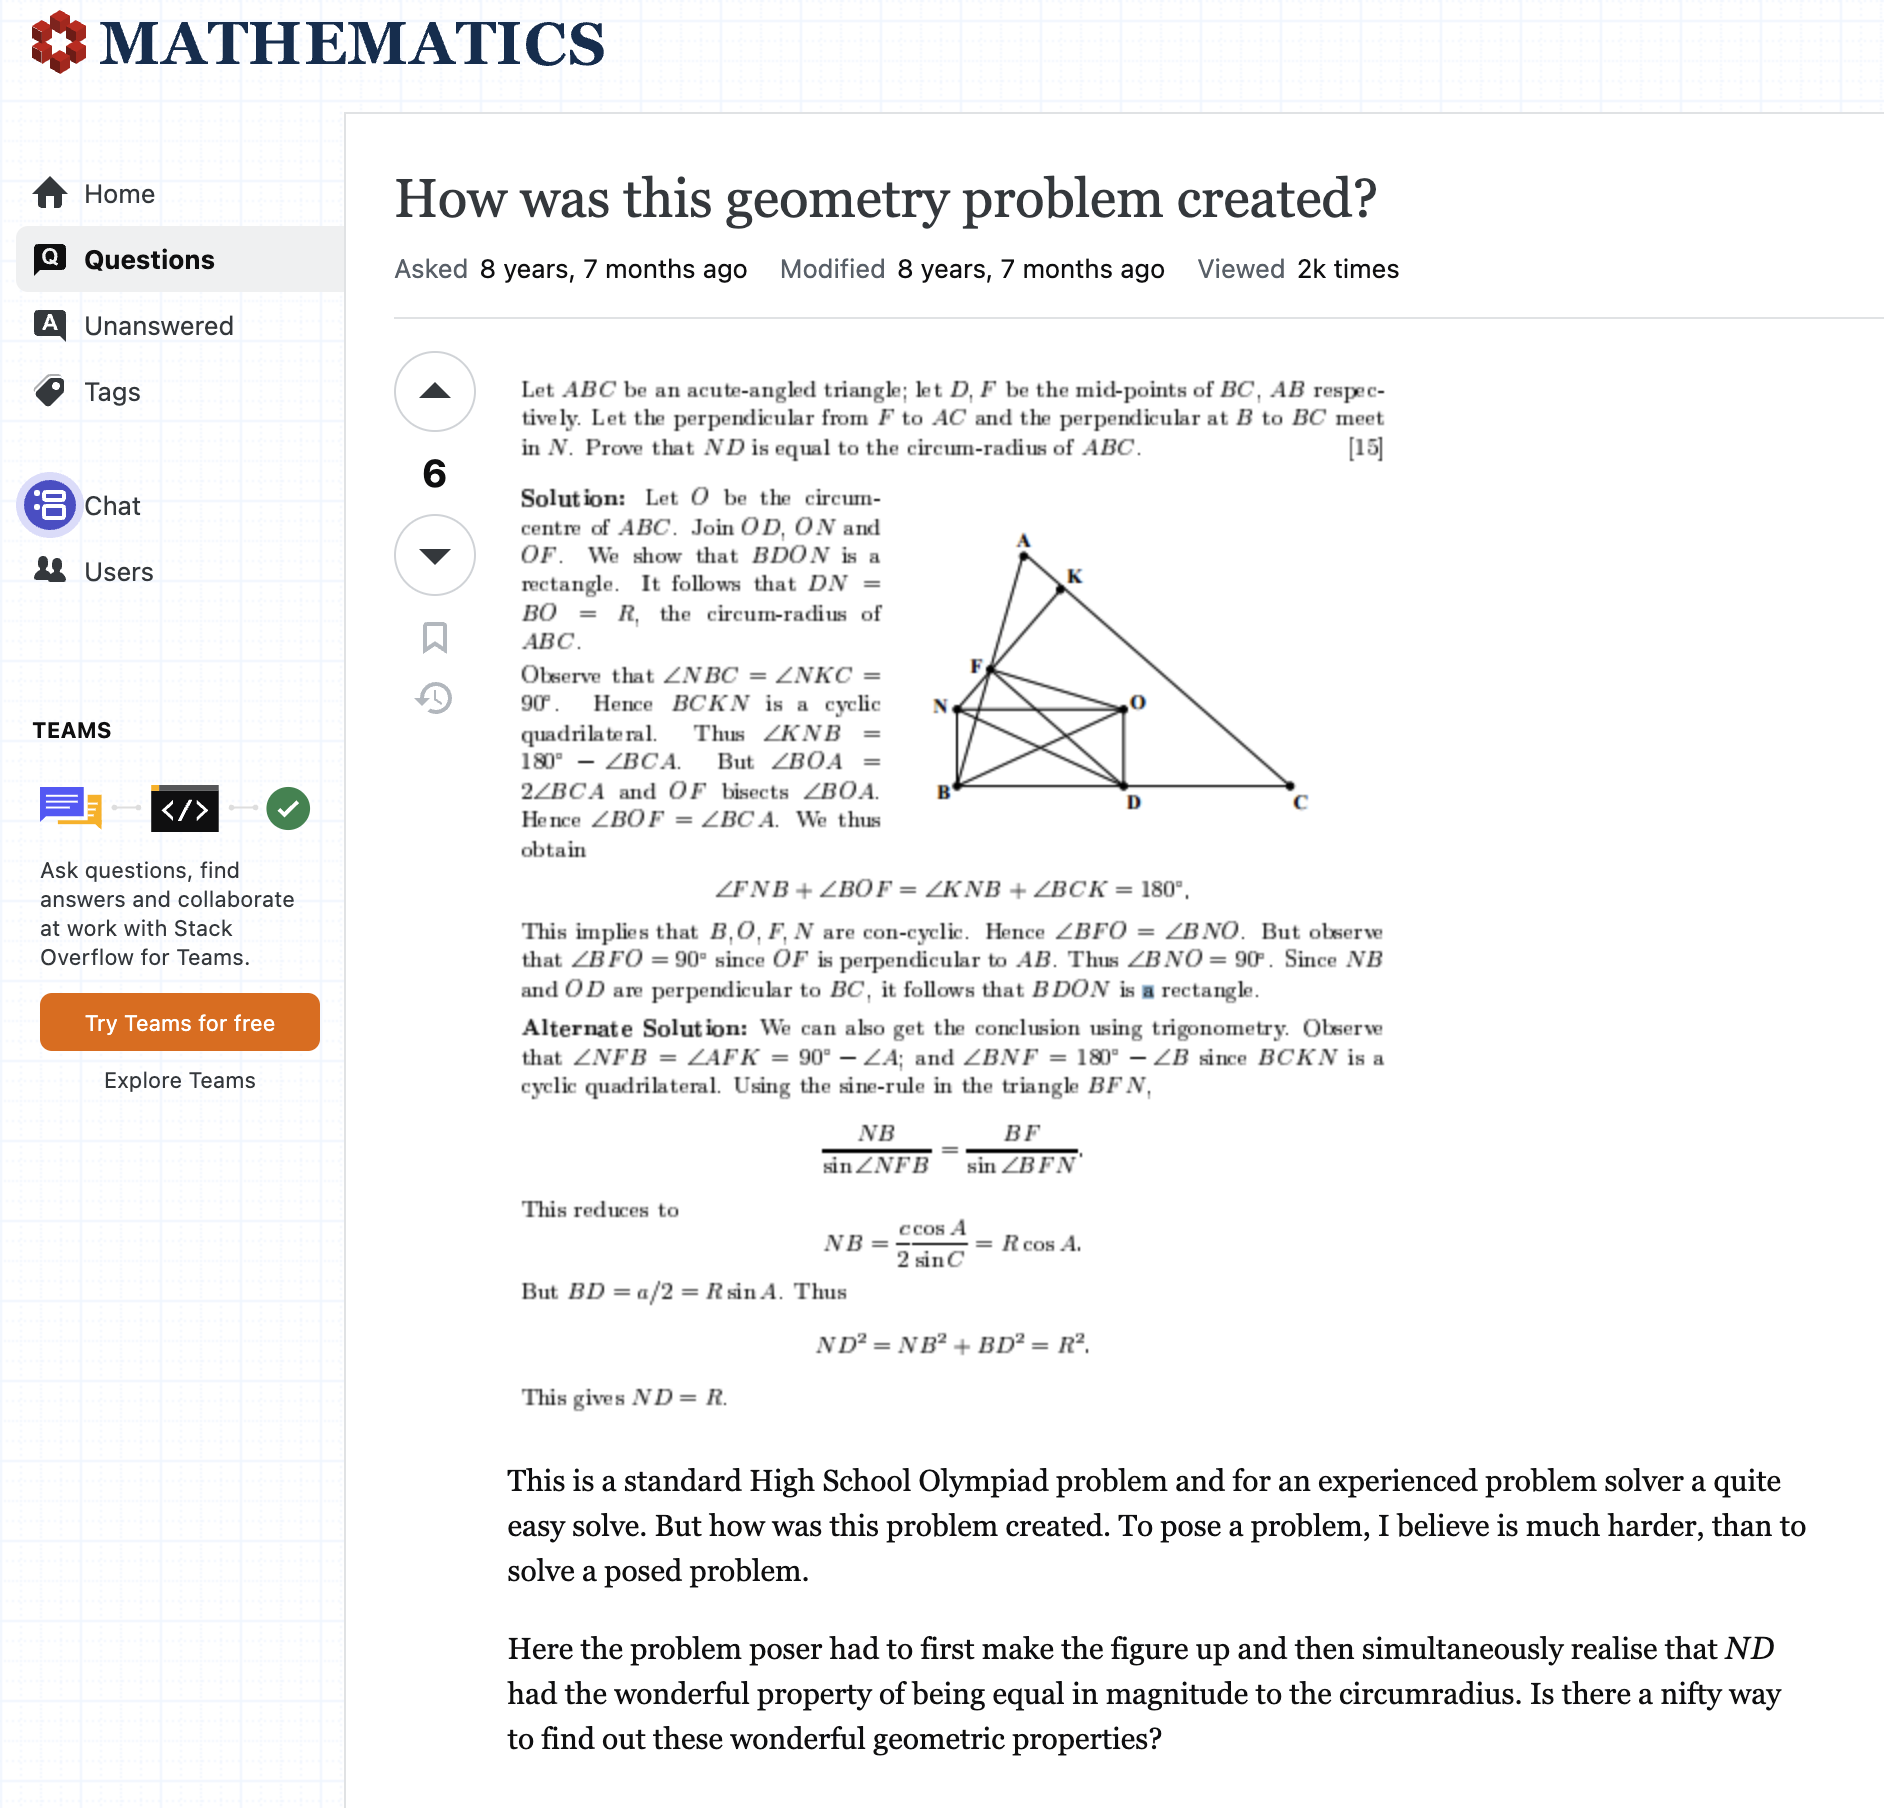 MATHEMATICS
Home
Questions
Unanswered
Tags
Chat
Users
TEAMS
</>
Ask questions, find
answers and collaborate
at work with Stack
Overflow for Teams.
Try Teams for free
Explore Teams
How was this geometry problem created?
Asked 8 years, 7 months ago Modified 8 years, 7 months ago Viewed 2k times
6
Let ABC be an acute-angled triangle; let D, F be the mid-points of BC, AB respec-
tively. Let the perpendicular from F to AC and the perpendicular at B to BC meet
in N. Prove that ND is equal to the circum-radius of ABC. [15]
Solution: Let O be the circum-
centre of ABC. Join OD, ON and
OF. We show that BDON is a
rectangle. It follows that DN =
BO = R, the circum-radius of
ABC.
Observe that ∠NBC = ∠NKC =
90°. Hence BCKN is a cyclic
quadrilateral. Thus ∠KNB =
180° − ∠BCA. But ∠BOA =
2∠BCA and OF bisects ∠BOA.
Hence ∠BOF = ∠BCA. We thus
obtain
A
K
F
N
O
B
D
C
∠FNB + ∠BOF = ∠KNB + ∠BCK = 180°,
This implies that B, O, F, N are con-cyclic. Hence ∠BFO = ∠BNO. But observe
that ∠BFO = 90° since OF is perpendicular to AB. Thus ∠BNO = 90°. Since NB
and OD are perpendicular to BC, it follows that BDON is a rectangle.
Alternate Solution: We can also get the conclusion using trigonometry. Observe
that ∠NFB = ∠AFK = 90° − ∠A; and ∠BNF = 180° − ∠B since BCKN is a
cyclic quadrilateral. Using the sine-rule in the triangle BFN,
NB / sin ∠NFB = BF / sin ∠BFN,
This reduces to
NB = c cos A / 2 sin C = R cos A.
But BD = a/2 = R sin A. Thus
ND² = NB² + BD² = R².
This gives ND = R.
This is a standard High School Olympiad problem and for an experienced problem solver a quite
easy solve. But how was this problem created. To pose a problem, I believe is much harder, than to
solve a posed problem.
Here the problem poser had to first make the figure up and then simultaneously realise that ND
had the wonderful property of being equal in magnitude to the circumradius. Is there a nifty way
to find out these wonderful geometric properties?